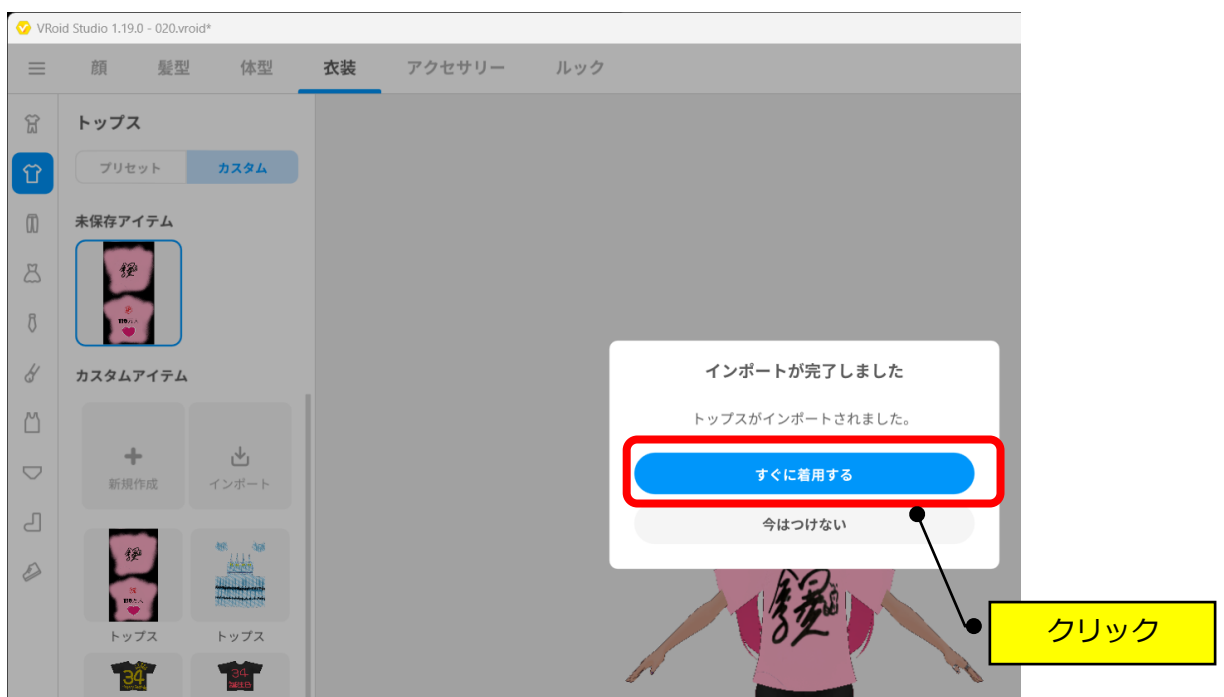 VRoid Studio 1.19.0 - 020.vroid*
顔 髪型 体型 衣装 アクセサリー ルック
トップス
プリセット カスタム
未保存アイテム
カスタムアイテム
新規作成 インポート
トップス トップス
34 34
インポートが完了しました
トップスがインポートされました。
すぐに着用する
今はつけない
クリック